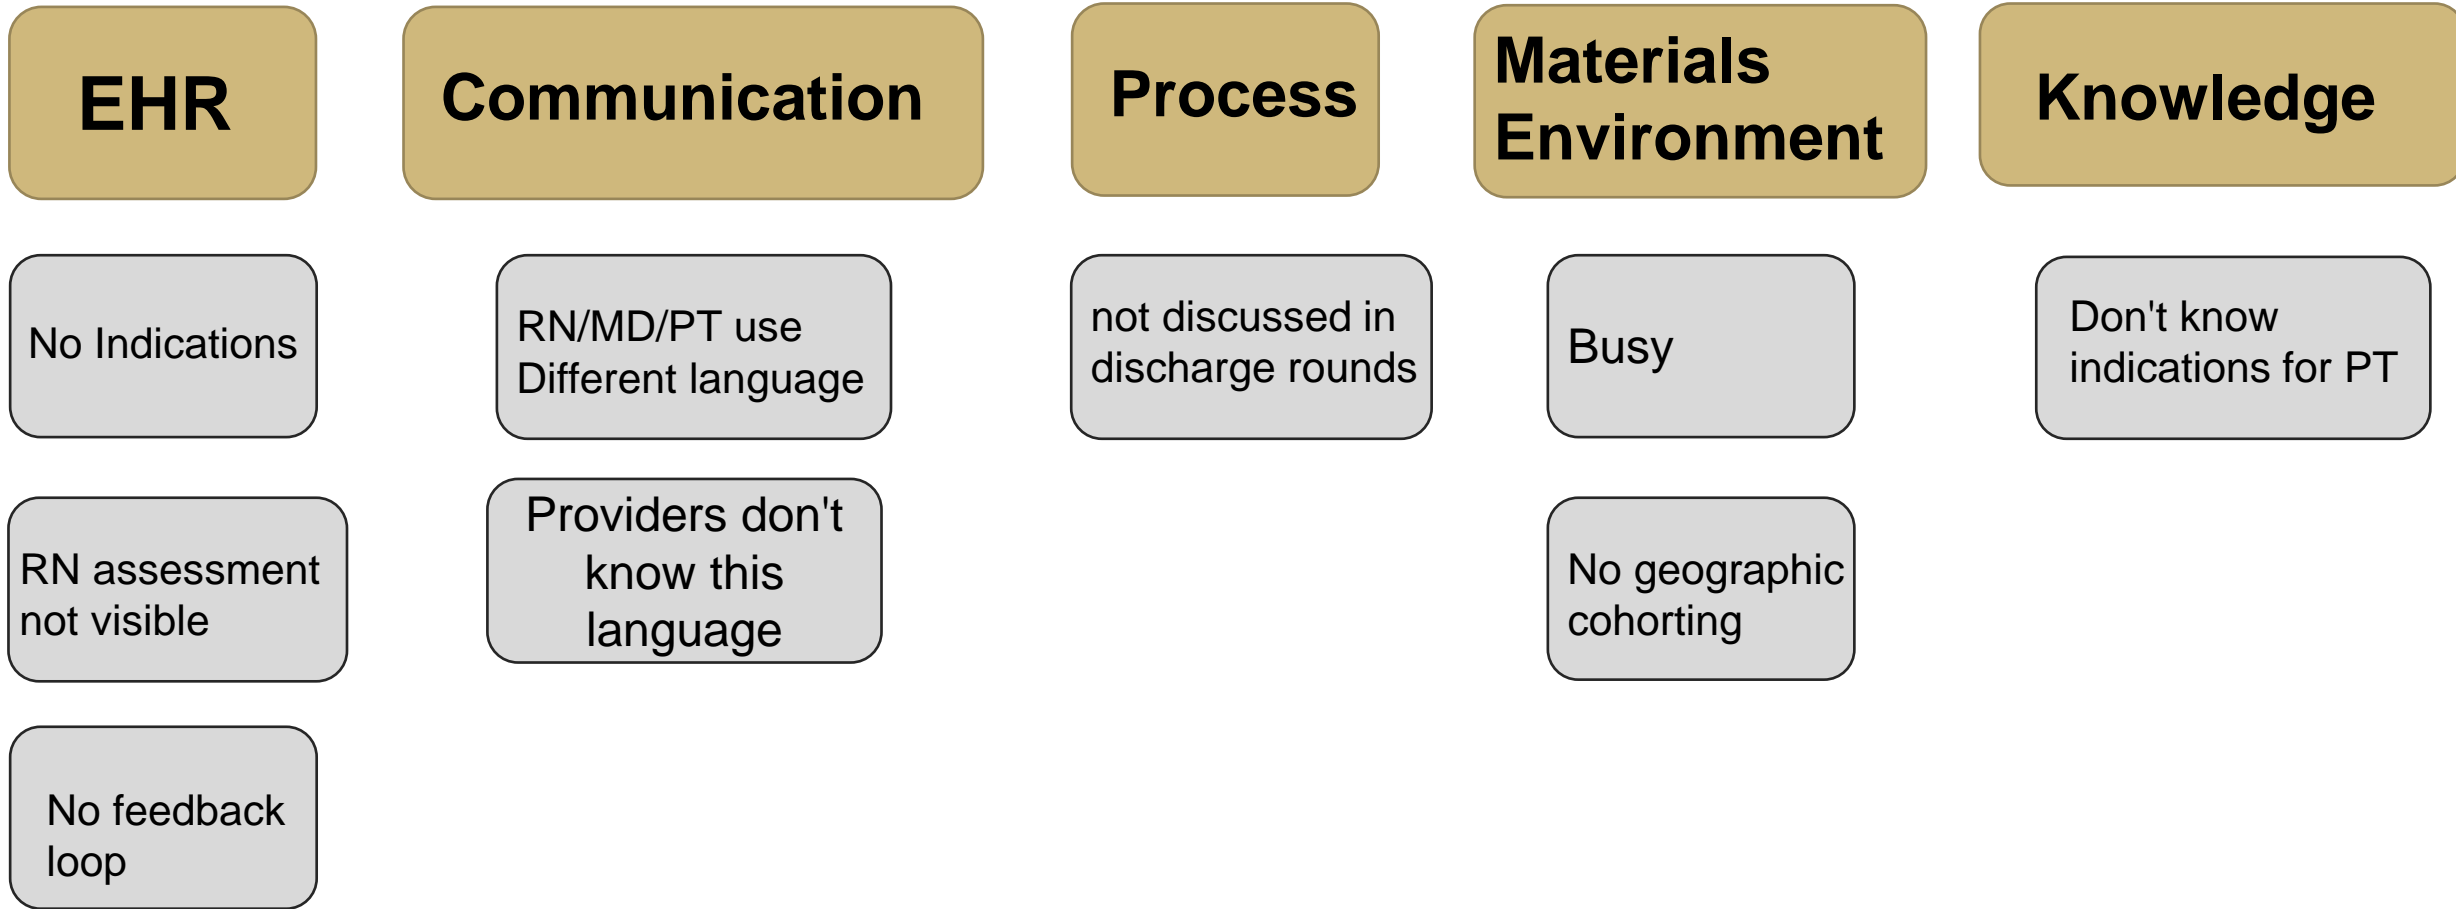 EHR
Communication
Process
Materials
Environment
Knowledge
No Indications
RN/MD/PT use
Different language
not discussed in
discharge rounds
Busy
Don't know
indications for PT
RN assessment
not visible
Providers don't
know this
language
No geographic
cohorting
No feedback
loop